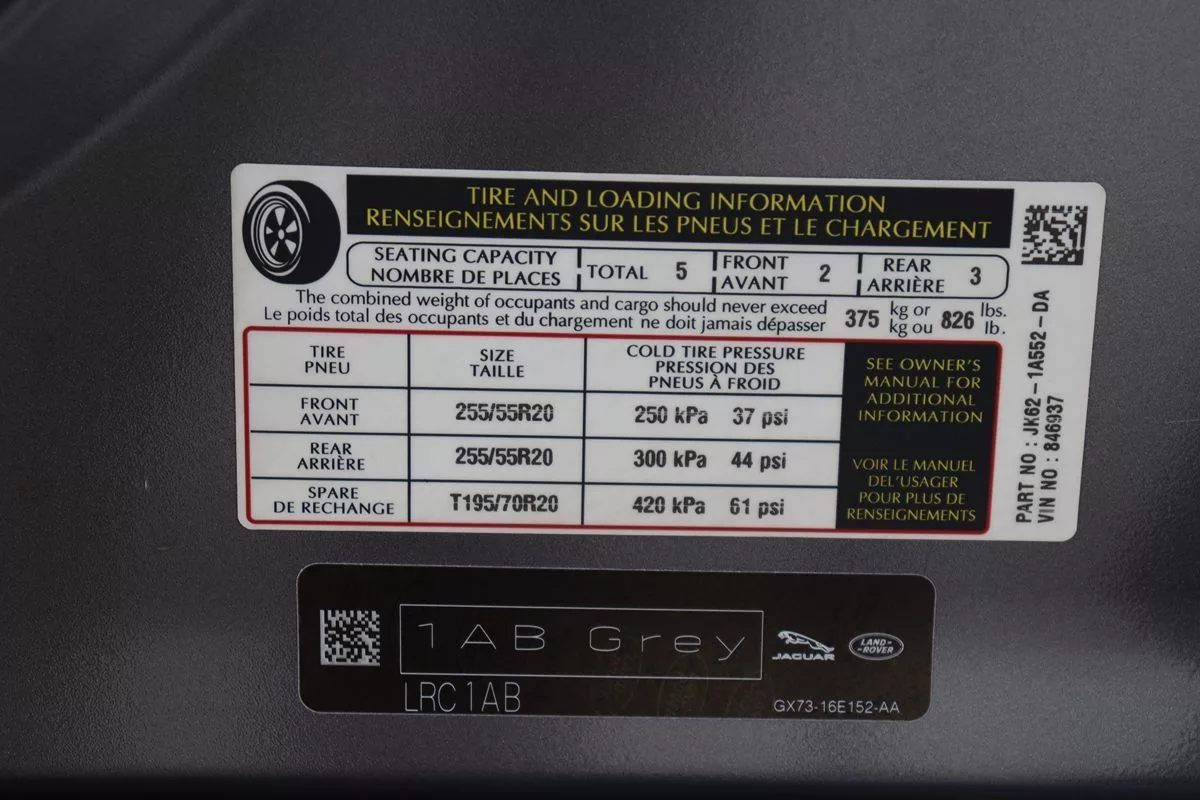 TIRE AND LOADING INFORMATION
RENSEIGNEMENTS SUR LES PNEUS ET LE CHARGEMENT
SEATING CAPACITY
NOMBRE DE PLACES
TOTAL 5
FRONT
AVANT
2
REAR
ARRIÈRE
3
The combined weight of occupants and cargo should never exceed
Le poids total des occupants et du chargement ne doit jamais dépasser
375 kg or
kg ou 826 lbs.
lb.
TIRE
PNEU
SIZE
TAILLE
COLD TIRE PRESSURE
PRESSION DES
PNEUS À FROID
FRONT
AVANT
255/55R20
250 kPa 37 psi
REAR
ARRIÈRE
255/55R20
300 kPa 44 psi
SPARE
DE RECHANGE
T195/70R20
420 kPa 61 psi
SEE OWNER'S
MANUAL FOR
ADDITIONAL
INFORMATION
VOIR LE MANUEL
DEL'USAGER
POUR PLUS DE
RENSEIGNEMENTS
PART NO : JK62-1A552-DA
VIN NO : 846937
1AB Grey
LRC 1AB
JAGUAR
LAND-
-ROVER
GX73-16E152-AA